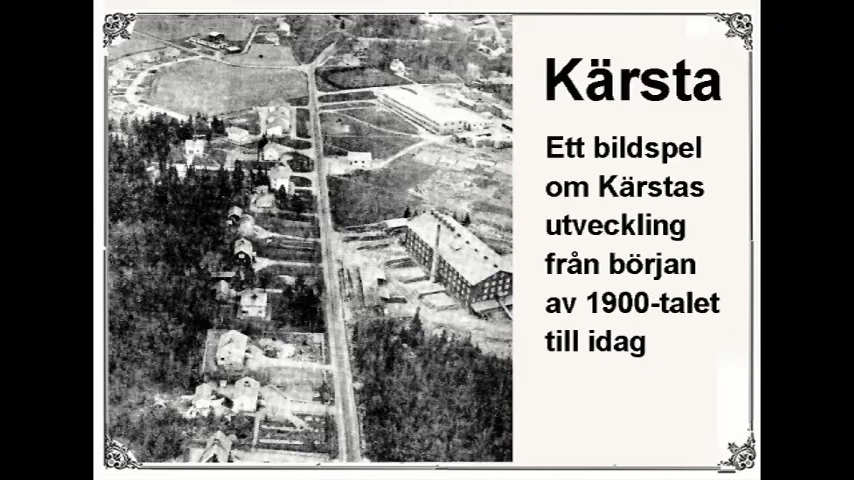 Kärsta
Ett bildspel
om Kärstas
utveckling
från början
av 1900-talet
till idag